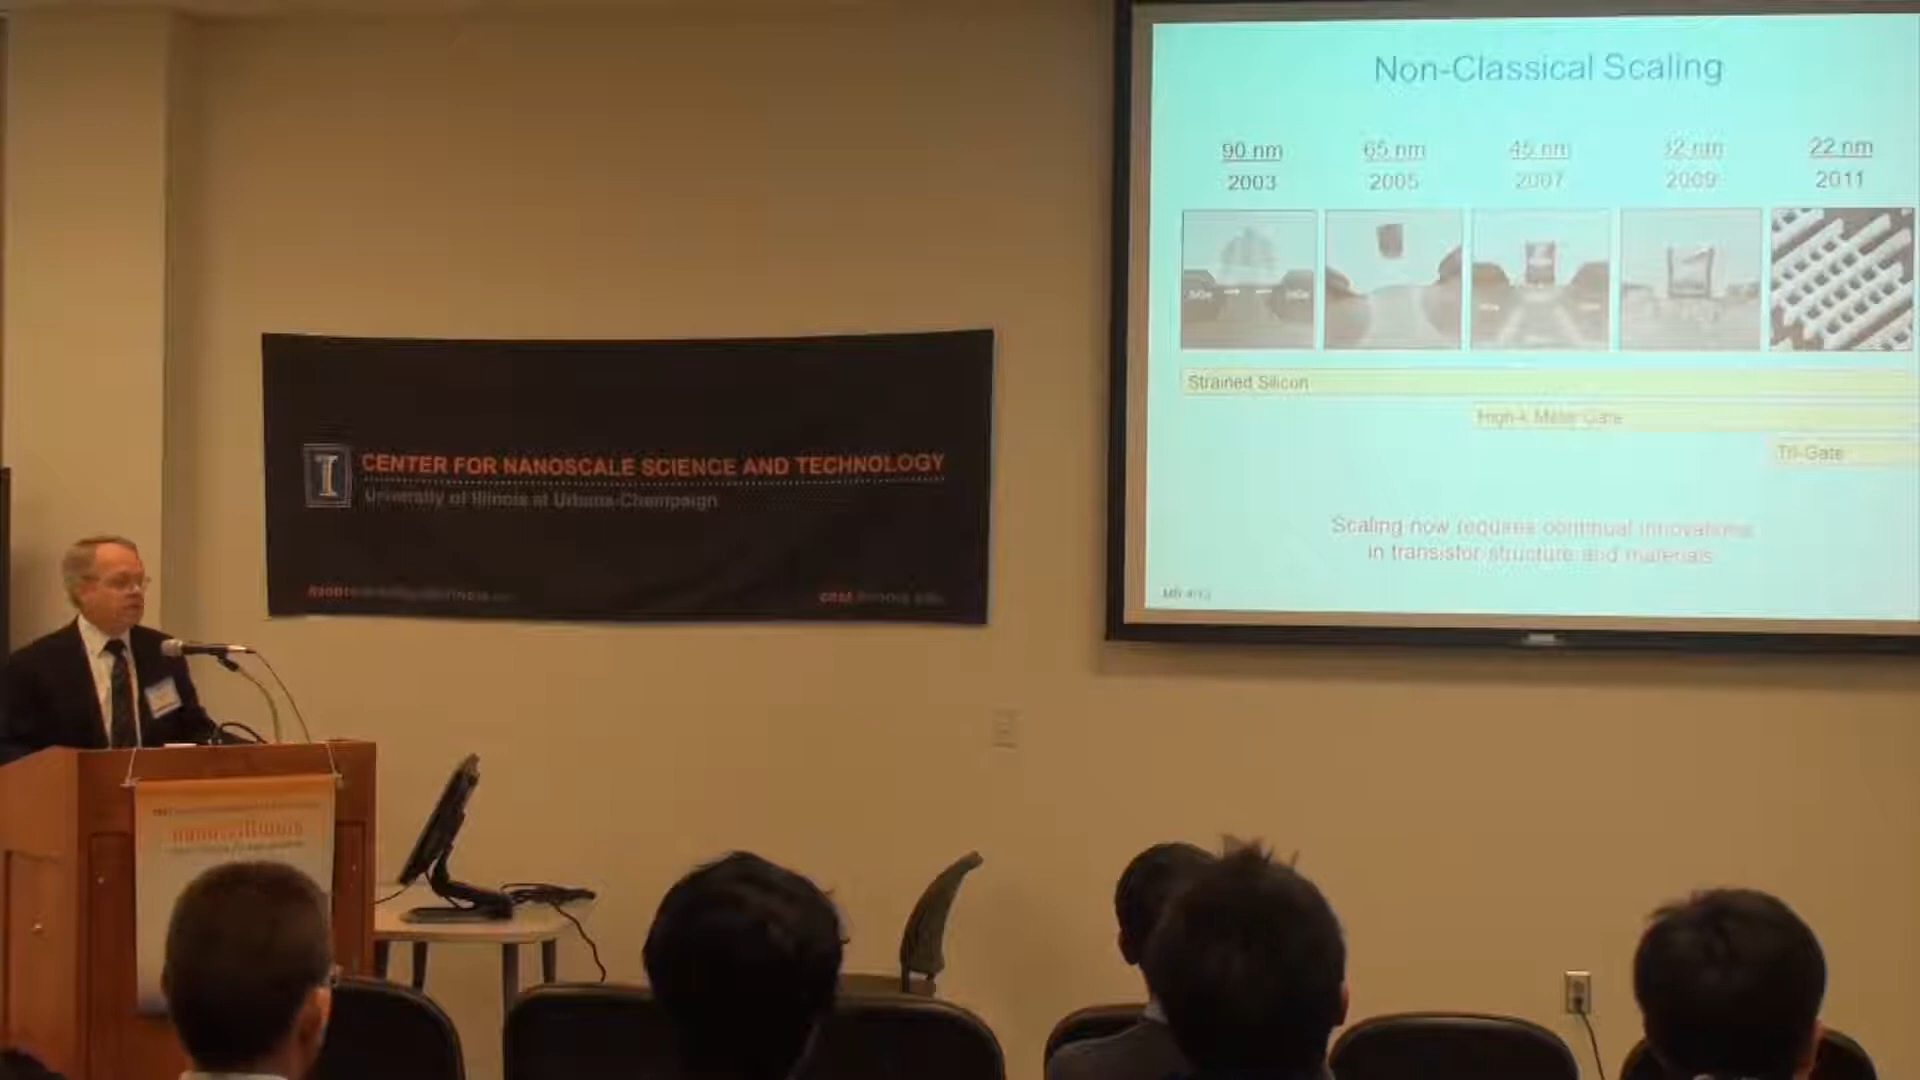 Non-Classical Scaling
90 nm 65 nm 45 nm 32 nm 22 nm
2003 2005 2007 2009 2011
SiGe SiGe
Strained Silicon
High-k Metal Gate
Tri-Gate
Scaling now requires continual innovations
in transistor structure and materials
I
CENTER FOR NANOSCALE SCIENCE AND TECHNOLOGY
University of Illinois at Urbana-Champaign